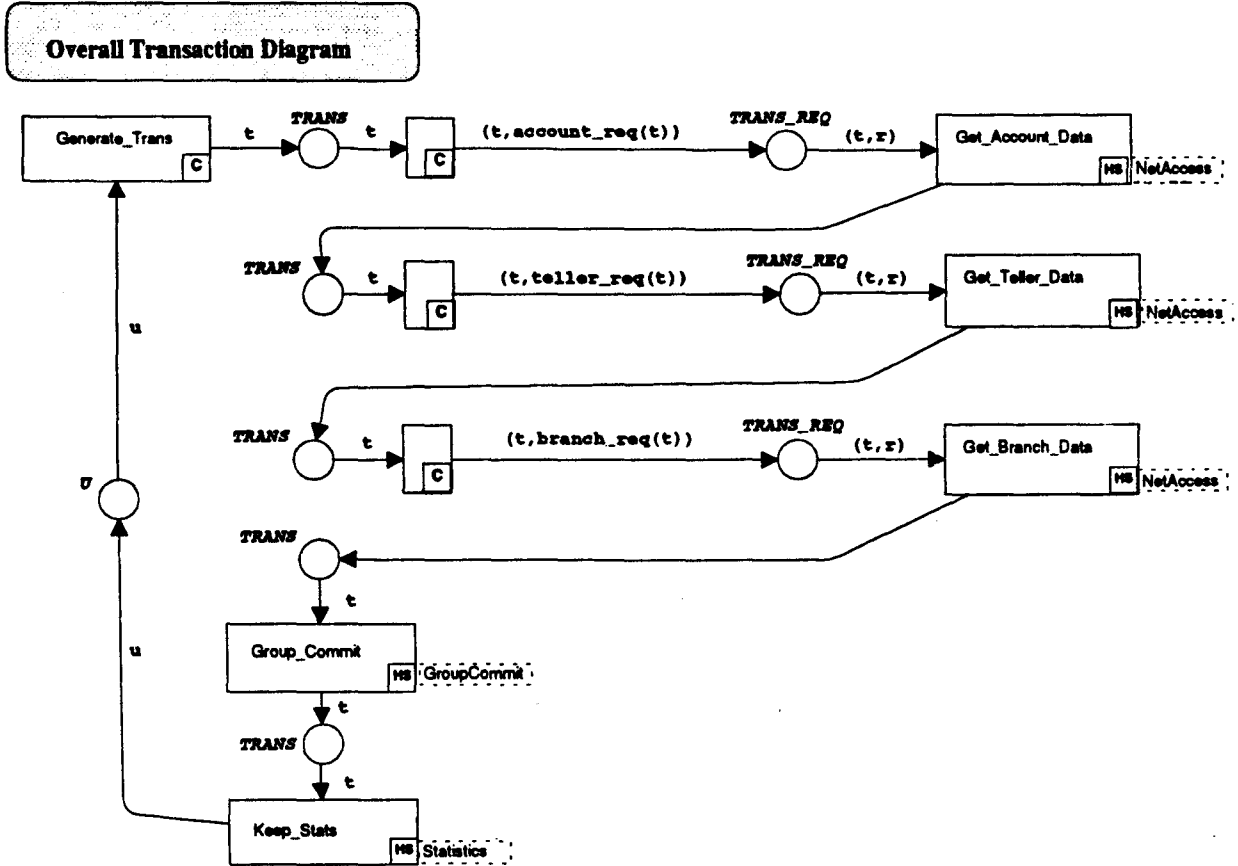 Overall Transaction Diagram
TRANS
TRANS_REQ
Generate_Trans
t
t
(t,account_req(t))
(t,r)
Get_Account_Data
C
C
HS
NetAccess
TRANS
TRANS_REQ
t
(t,teller_req(t))
(t,r)
Get_Teller_Data
C
HS
NetAccess
u
TRANS
TRANS_REQ
t
(t,branch_req(t))
(t,r)
Get_Branch_Data
C
HS
NetAccess
U
TRANS
t
u
Group_Commit
HS
GroupCommit
t
TRANS
t
Keep_Stats
HS
Statistics